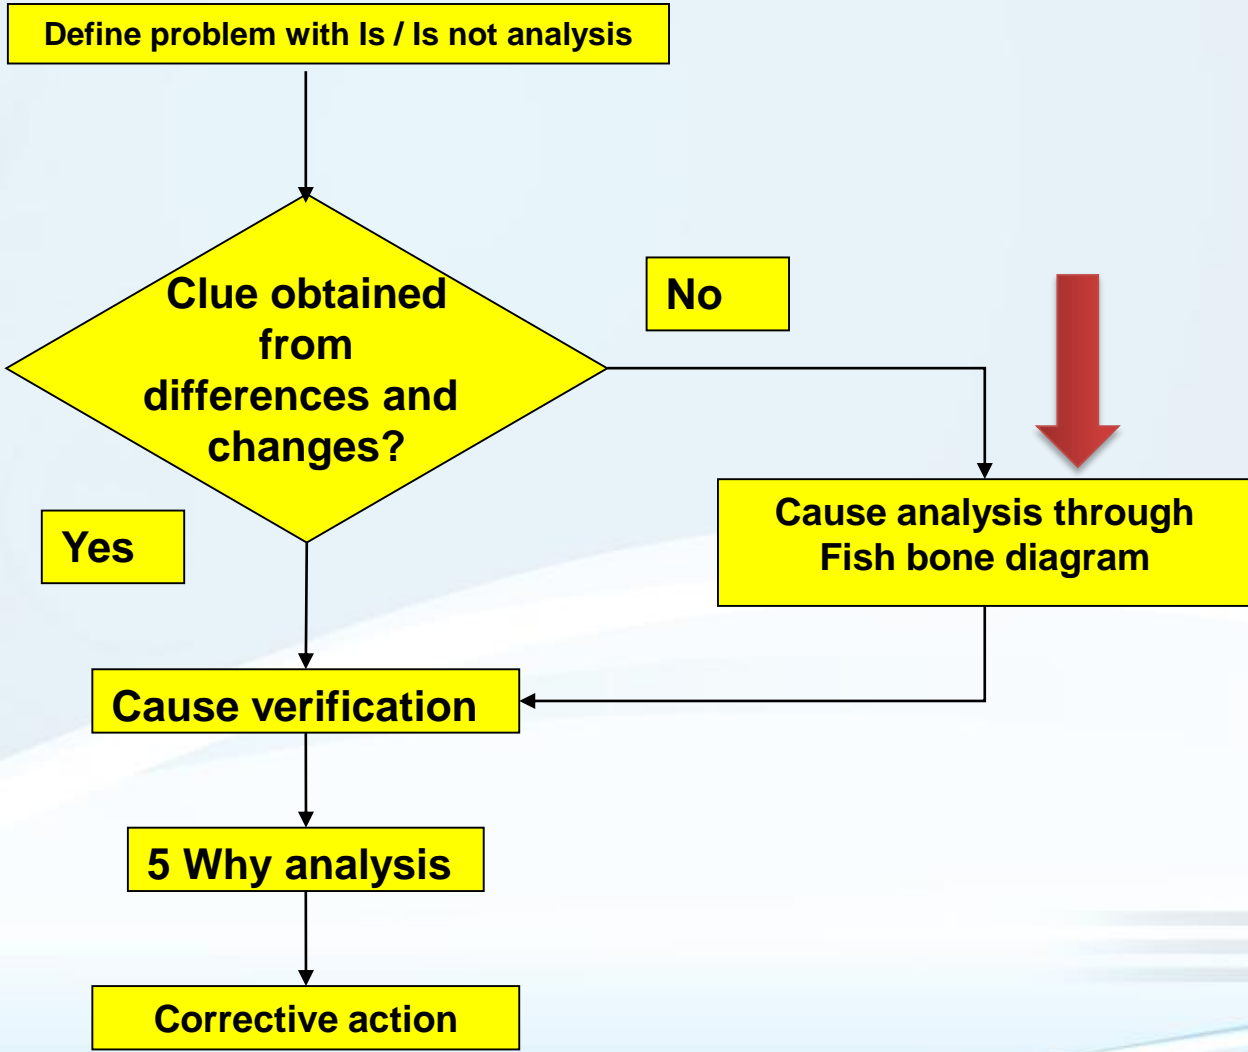 Define problem with Is / Is not analysis
Clue obtained
from
differences and
changes?
No
Yes
Cause analysis through
Fish bone diagram
Cause verification
5 Why analysis
Corrective action